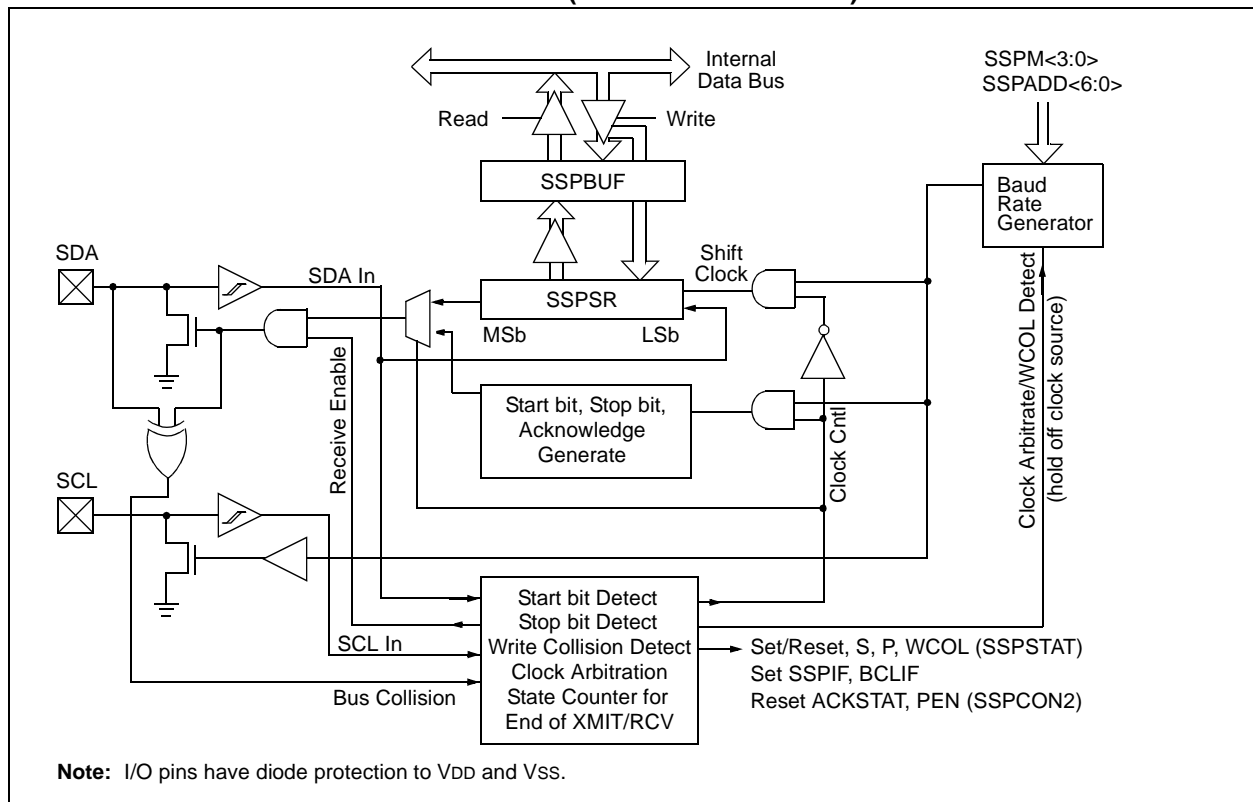 Internal
Data Bus
SSPM<3:0>
SSPADD<6:0>
Read
Write
SSPBUF
Baud
Rate
Generator
SDA
SDA In
Shift
Clock
SSPSR
MSb
LSb
Start bit, Stop bit,
Acknowledge
Generate
Receive Enable
Clock Cntl
Clock Arbitrate/WCOL Detect
(hold off clock source)
SCL
SCL In
Bus Collision
Start bit Detect
Stop bit Detect
Write Collision Detect
Clock Arbitration
State Counter for
End of XMIT/RCV
Set/Reset, S, P, WCOL (SSPSTAT)
Set SSPIF, BCLIF
Reset ACKSTAT, PEN (SSPCON2)
Note: I/O pins have diode protection to VDD and VSS.